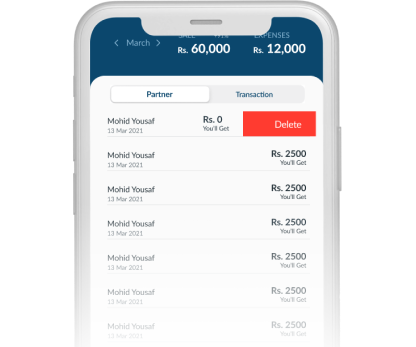 SALE
EXPENSES
< March >
Rs. 60,000
Rs. 12,000
Partner
Transaction
Mohid Yousaf
13 Mar 2021
Rs. 0
You'll Get
Delete
Mohid Yousaf
13 Mar 2021
Rs. 2500
You'll Get
Mohid Yousaf
13 Mar 2021
Rs. 2500
You'll Get
Mohid Yousaf
13 Mar 2021
Rs. 2500
You'll Get
Mohid Yousaf
13 Mar 2021
Rs. 2500
You'll Get
Mohid Yousaf
13 Mar 2021
Rs. 2500
You'll Get
Mohid Yousaf
13 Mar 2021
Rs. 2500
You'll Get